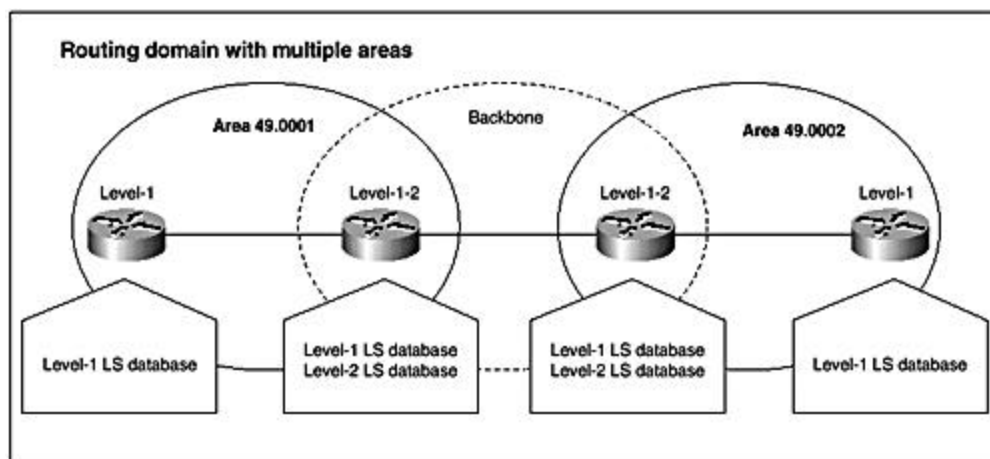 Routing domain with multiple areas
Area 49.0001
Backbone
Area 49.0002
Level-1
Level-1-2
Level-1-2
Level-1
Level-1 LS database
Level-1 LS database
Level-2 LS database
Level-1 LS database
Level-2 LS database
Level-1 LS database